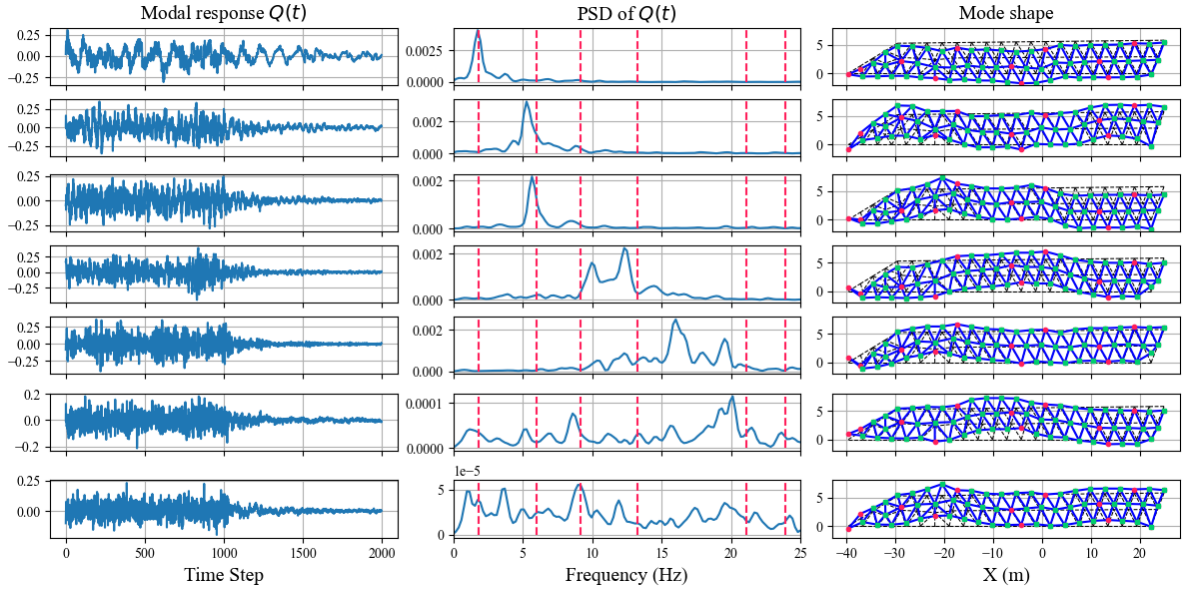 Modal response Q(t) PSD of Q(t) Mode shape
0.25 0.00 −0.25 0.0025 0.0000 5 0
0.25 0.00 −0.25 0.002 0.000 5 0
0.25 0.00 −0.25 0.002 0.000 5 0
0.25 0.00 −0.25 0.002 0.000 5 0
0.25 0.00 −0.25 0.002 0.000 5 0
0.2 0.0 −0.2 0.0001 0.0000 5 0
1e−5
0.25 0.00 5 0 5 0
0 500 1000 1500 2000 0 5 10 15 20 25 −40 −30 −20 −10 0 10 20
Time Step Frequency (Hz) X (m)